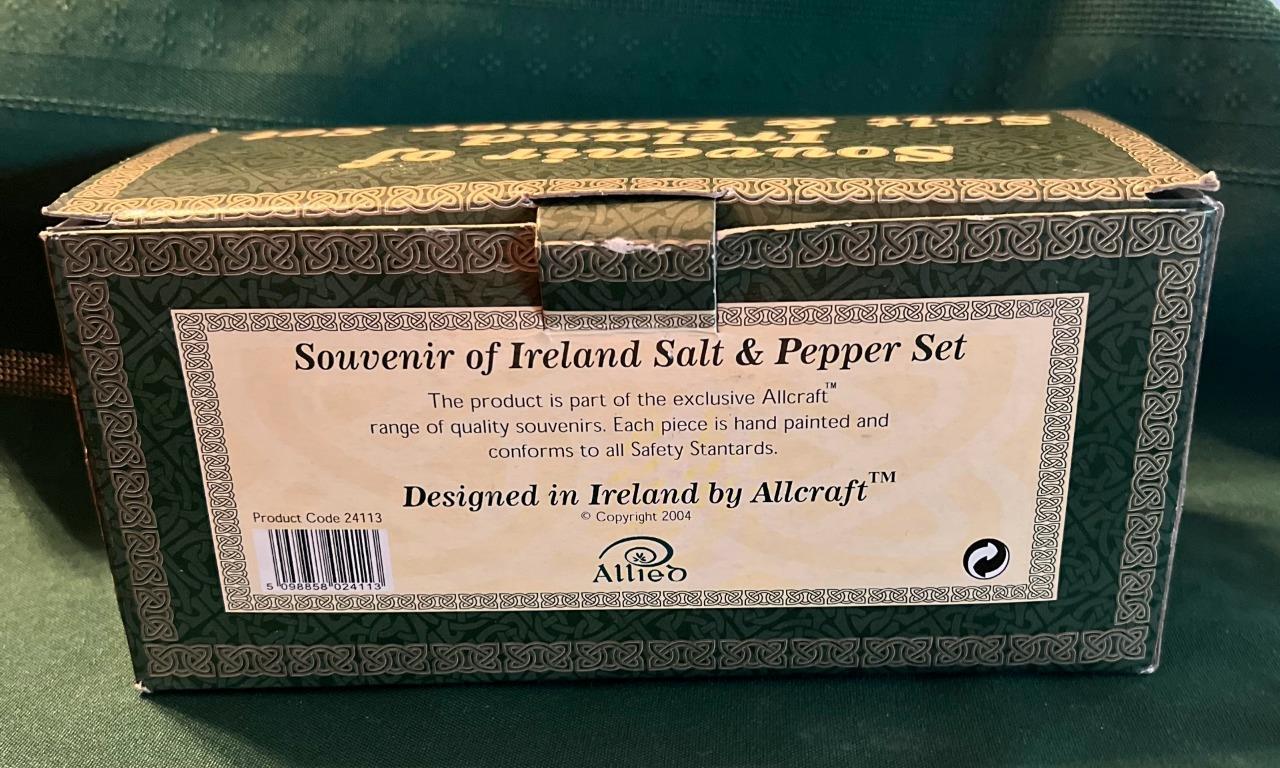 Souvenir of
Ireland
Salt & Pepper Set
Souvenir of Ireland Salt & Pepper Set
The product is part of the exclusive Allcraft™
range of quality souvenirs. Each piece is hand painted and
conforms to all Safety Stantards.
Designed in Ireland by Allcraft™
© Copyright 2004
Product Code 24113
5 098858 024113
Allied